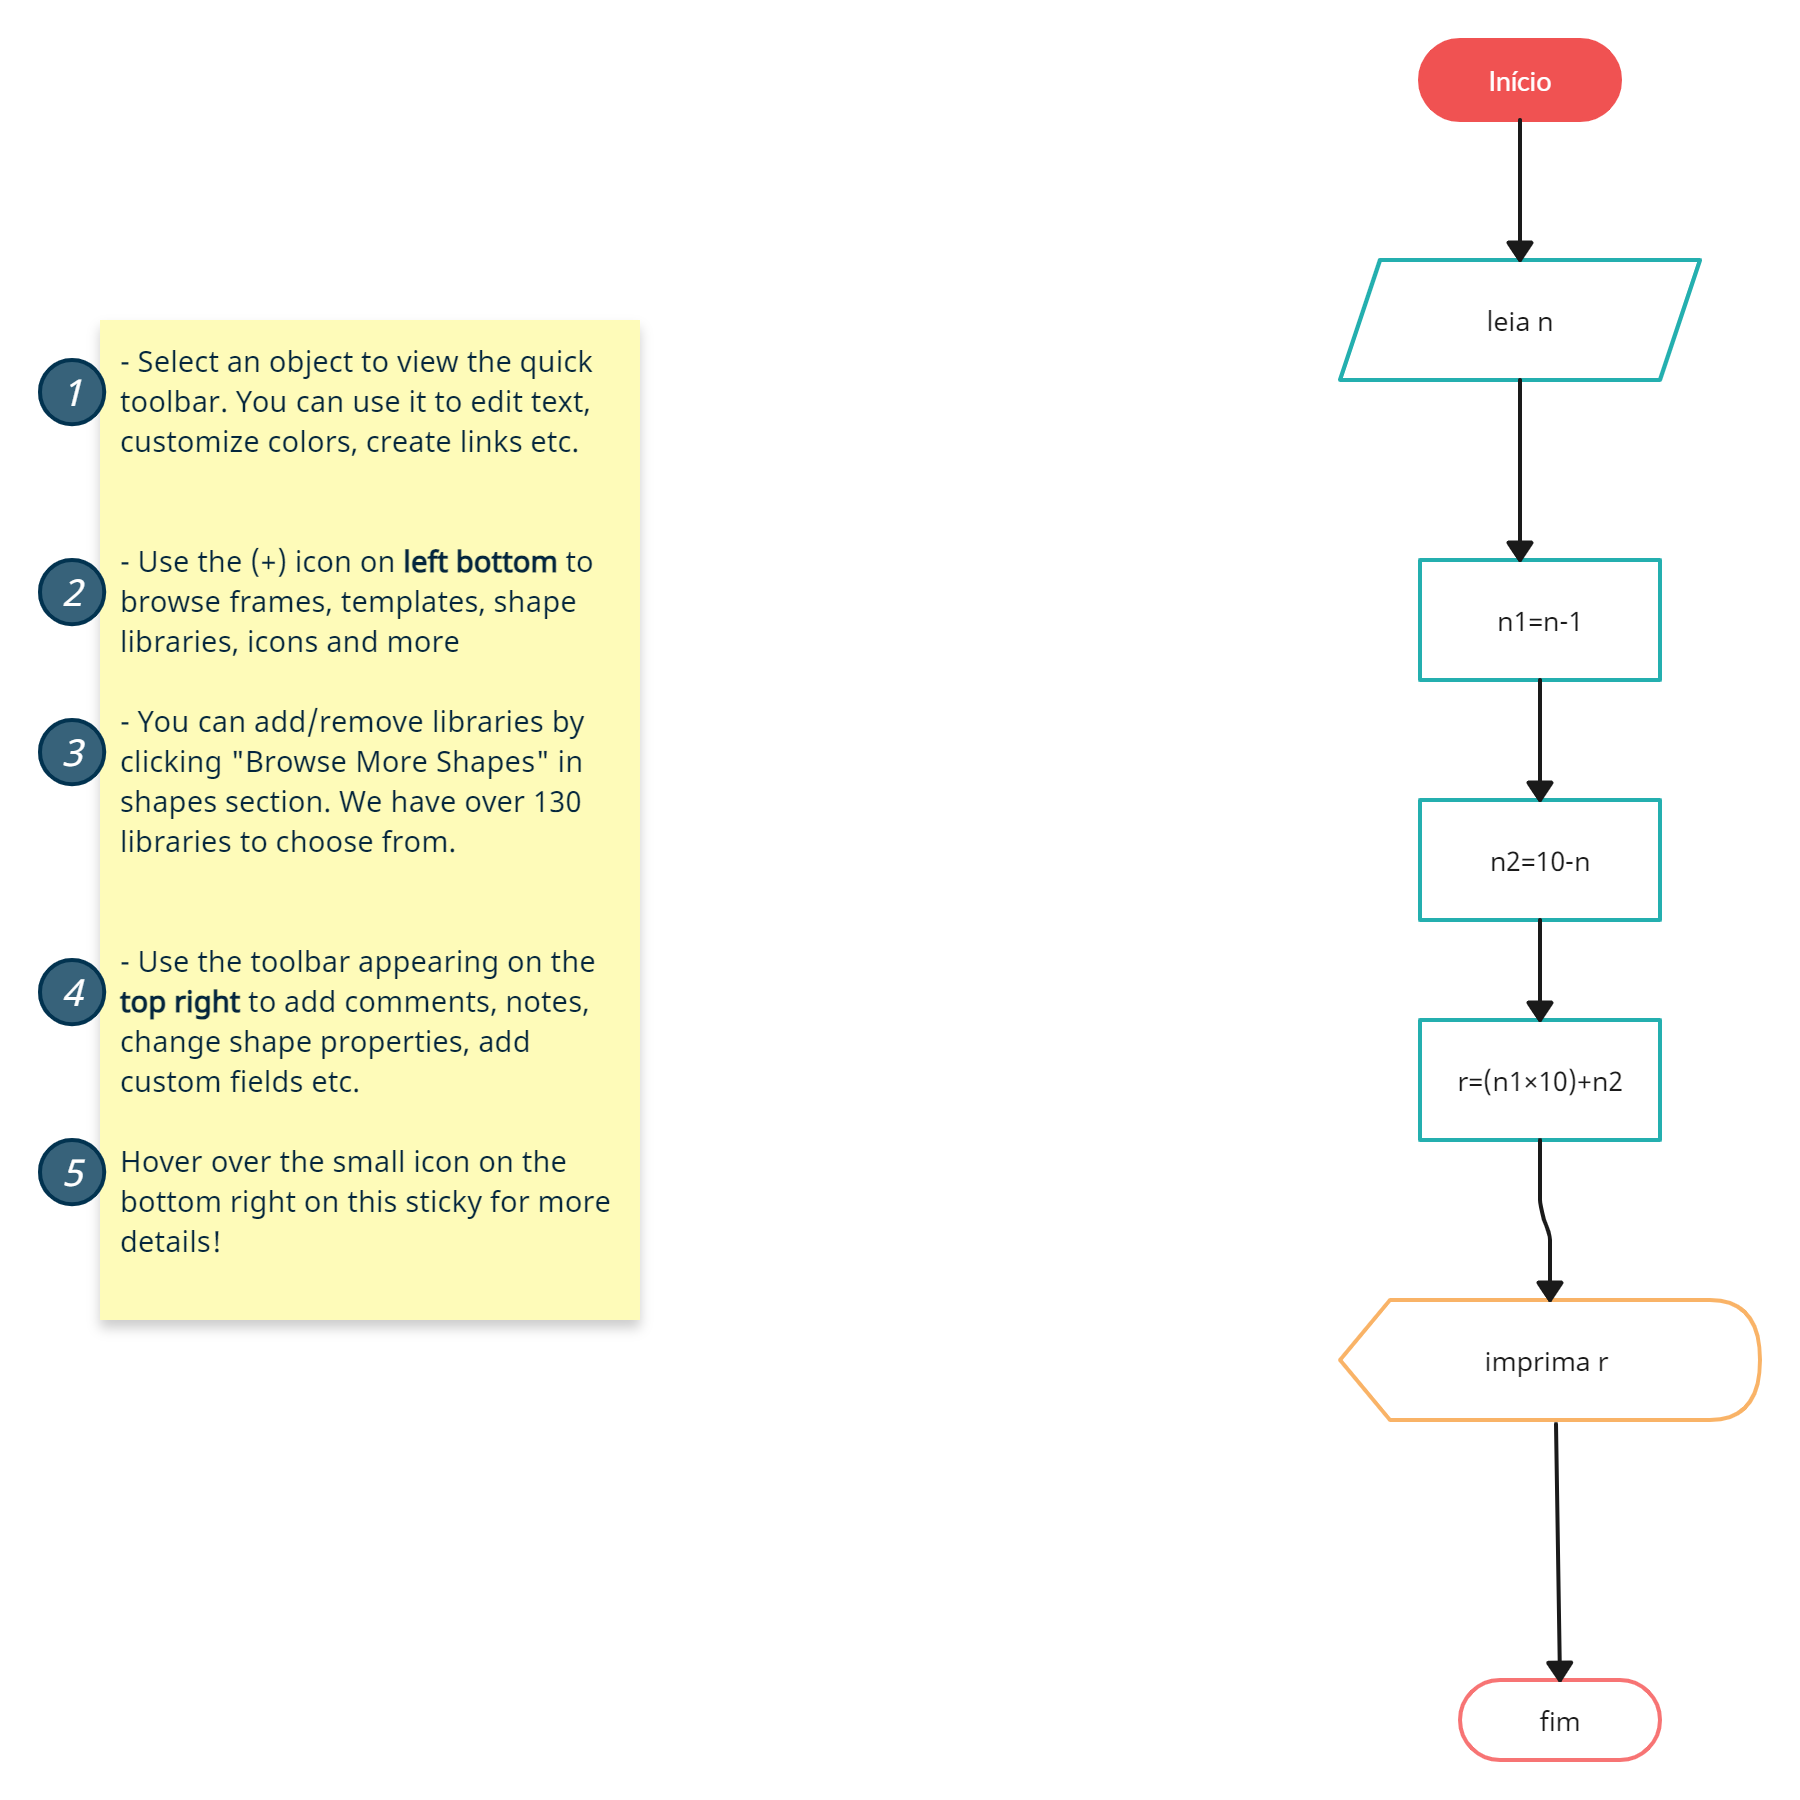 1
- Select an object to view the quick
toolbar. You can use it to edit text,
customize colors, create links etc.
2
- Use the (+) icon on left bottom to
browse frames, templates, shape
libraries, icons and more
3
- You can add/remove libraries by
clicking "Browse More Shapes" in
shapes section. We have over 130
libraries to choose from.
4
- Use the toolbar appearing on the
top right to add comments, notes,
change shape properties, add
custom fields etc.
5
Hover over the small icon on the
bottom right on this sticky for more
details!
Início
leia n
n1=n-1
n2=10-n
r=(n1×10)+n2
imprima r
fim